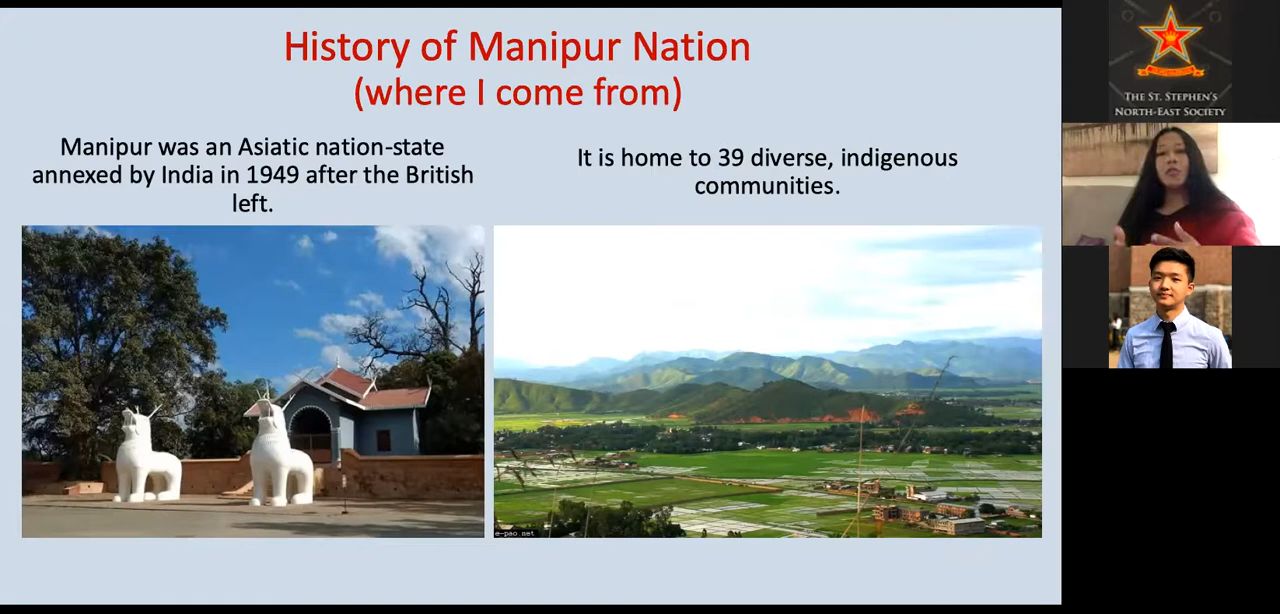 History of Manipur Nation
(where I come from)
Manipur was an Asiatic nation-state
annexed by India in 1949 after the British
left.
It is home to 39 diverse, indigenous
communities.
e-pao.net
THE ST. STEPHEN'S
NORTH-EAST SOCIETY